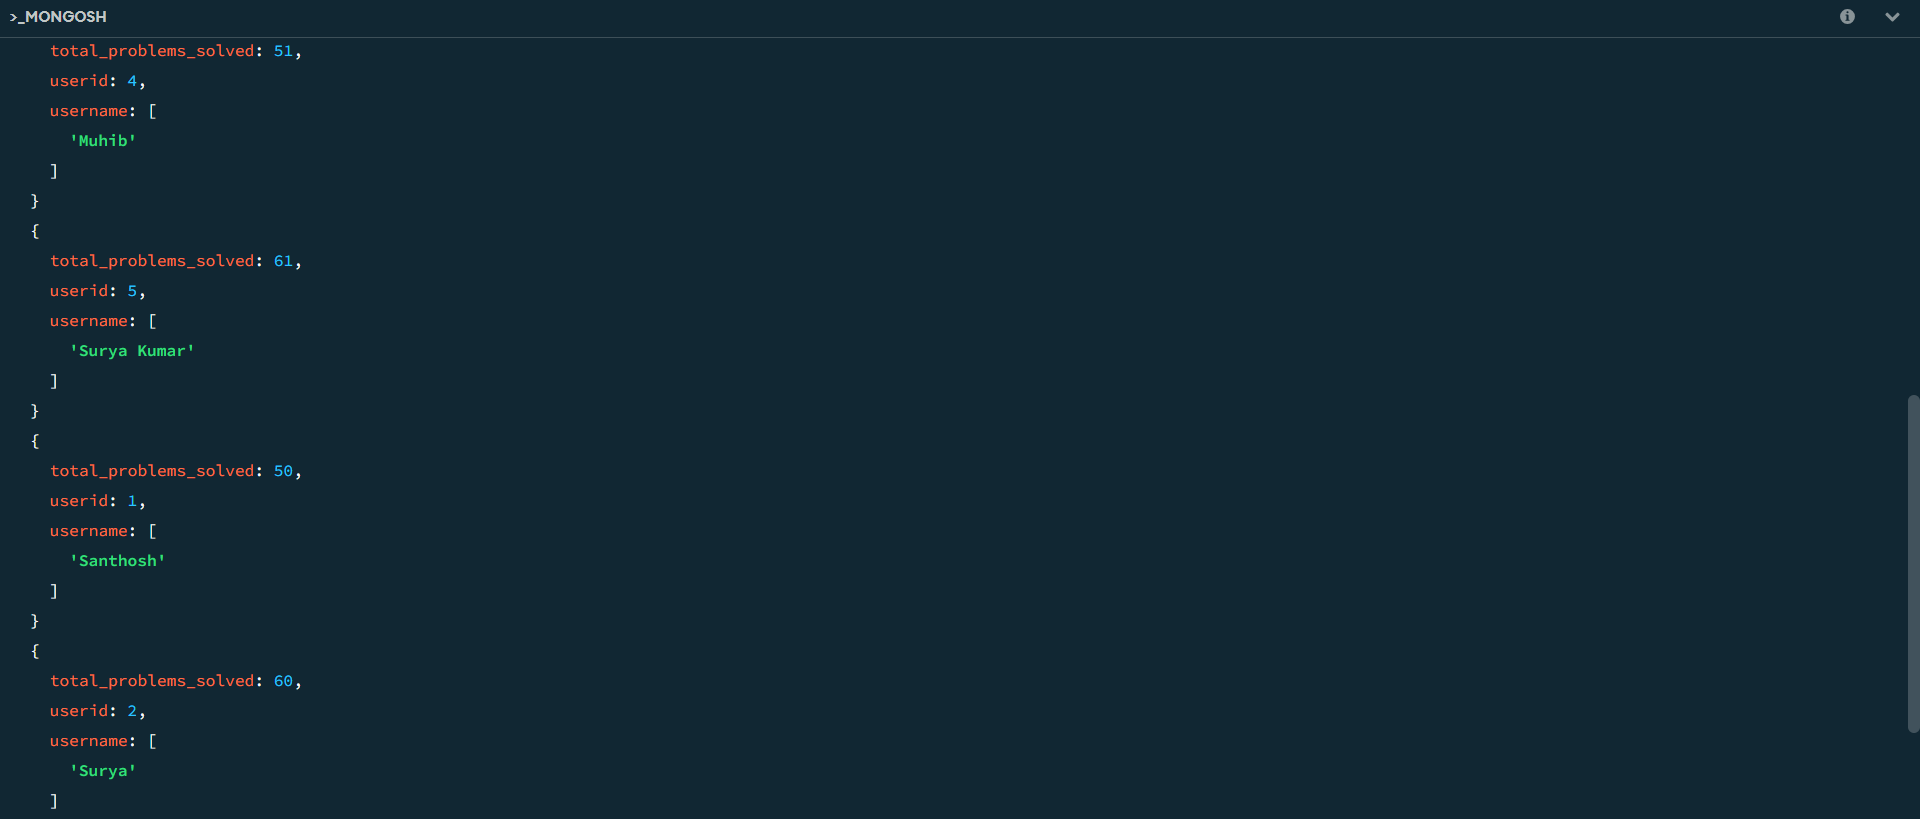 >_MONGOSH
total_problems_solved: 51,
userid: 4,
username: [
'Muhib'
]
}
{
total_problems_solved: 61,
userid: 5,
username: [
'Surya Kumar'
]
}
{
total_problems_solved: 50,
userid: 1,
username: [
'Santhosh'
]
}
{
total_problems_solved: 60,
userid: 2,
username: [
'Surya'
]